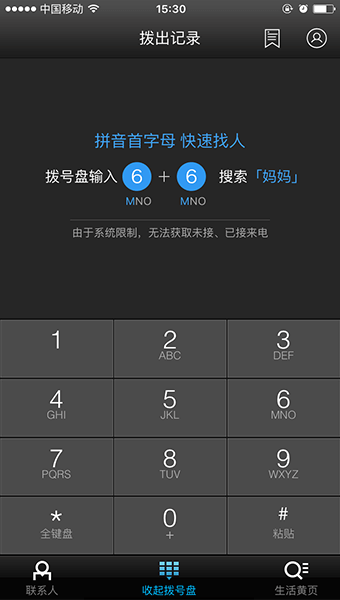 中国移动 15:30
拨出记录
拼音首字母 快速找人
拨号盘输入 6 + 6 搜索「妈妈」
MNO MNO
由于系统限制，无法获取未接、已接来电
1 2 3
ABC DEF
4 5 6
GHI JKL MNO
7 8 9
PQRS TUV WXYZ
* 0 #
全键盘 + 粘贴
联系人 收起拨号盘 生活黄页